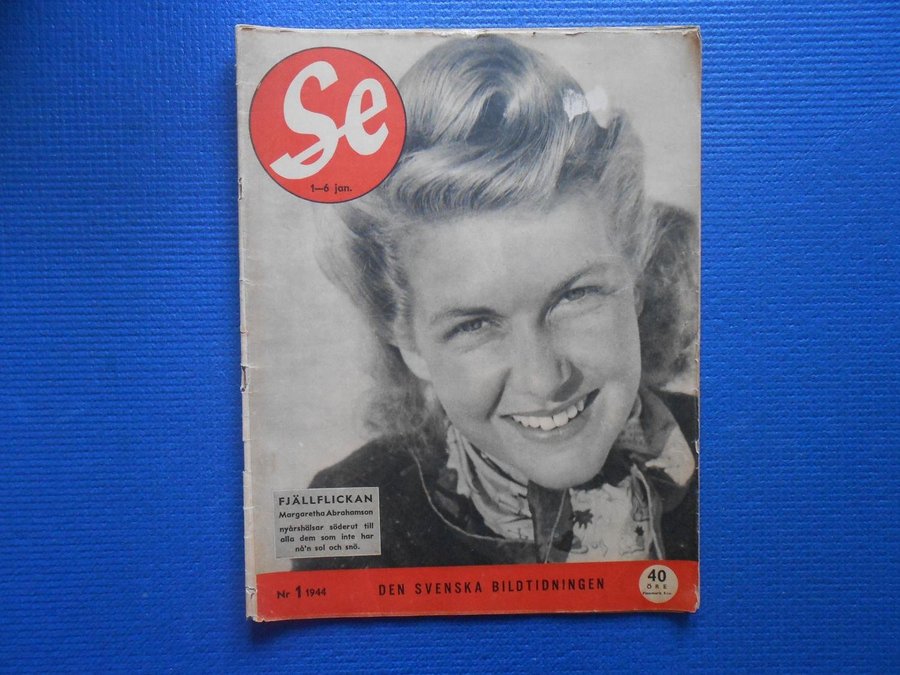 Se
1—6 jan.
FJÄLLFLICKAN
Margaretha Abrahamson
nyårshälsar söderut till
alla dem som inte har
nå'n sol och snö.
Nr 1 1944
DEN SVENSKA BILDTIDNINGEN
40
ÖRE